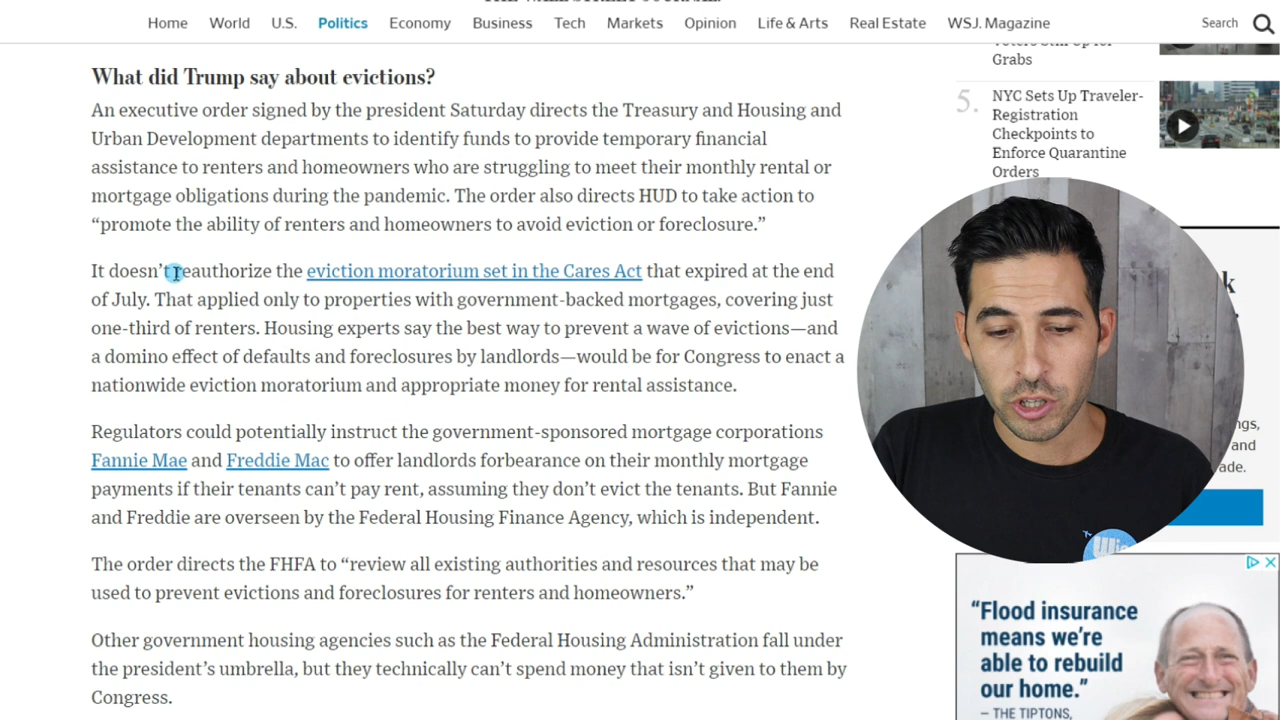 Home World U.S. Politics Economy Business Tech Markets Opinion Life & Arts Real Estate WSJ. Magazine Search
What did Trump say about evictions?
An executive order signed by the president Saturday directs the Treasury and Housing and
Urban Development departments to identify funds to provide temporary financial
assistance to renters and homeowners who are struggling to meet their monthly rental or
mortgage obligations during the pandemic. The order also directs HUD to take action to
“promote the ability of renters and homeowners to avoid eviction or foreclosure.”
It doesn’t reauthorize the eviction moratorium set in the Cares Act that expired at the end
of July. That applied only to properties with government-backed mortgages, covering just
one-third of renters. Housing experts say the best way to prevent a wave of evictions—and
a domino effect of defaults and foreclosures by landlords—would be for Congress to enact a
nationwide eviction moratorium and appropriate money for rental assistance.
Regulators could potentially instruct the government-sponsored mortgage corporations
Fannie Mae and Freddie Mac to offer landlords forbearance on their monthly mortgage
payments if their tenants can’t pay rent, assuming they don’t evict the tenants. But Fannie
and Freddie are overseen by the Federal Housing Finance Agency, which is independent.
The order directs the FHFA to “review all existing authorities and resources that may be
used to prevent evictions and foreclosures for renters and homeowners.”
Other government housing agencies such as the Federal Housing Administration fall under
the president’s umbrella, but they technically can’t spend money that isn’t given to them by
Congress.
Grabs
5. NYC Sets Up Traveler-
Registration
Checkpoints to
Enforce Quarantine
Orders
and
“Flood insurance
means we’re
able to rebuild
our home.”
– THE TIPTONS,